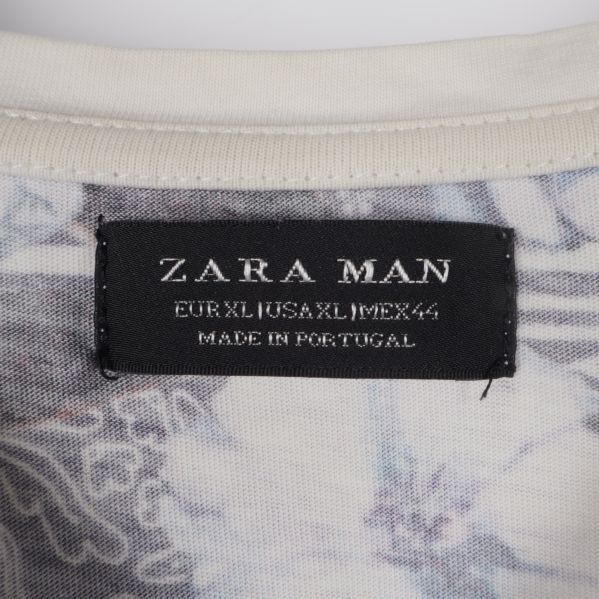 ZARA MAN
EUR XL | USA XL | MEX 44
MADE IN PORTUGAL